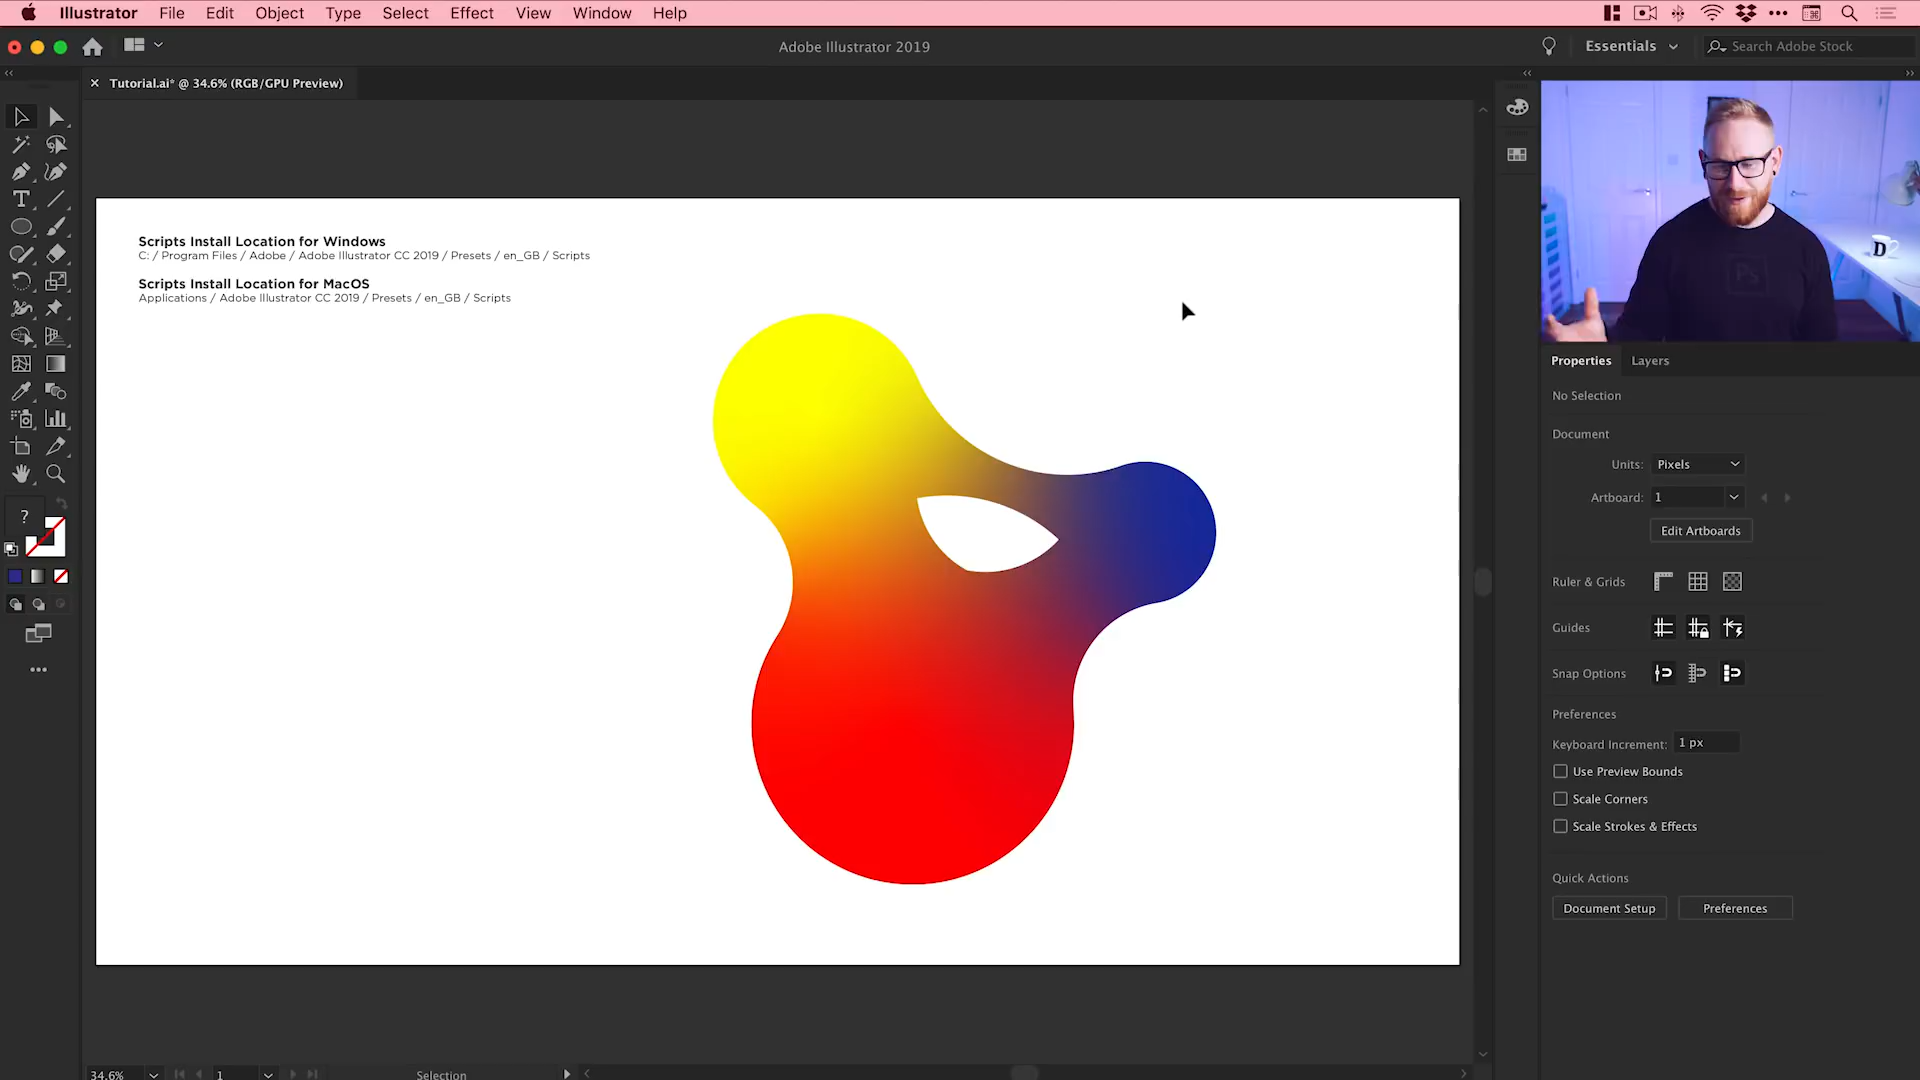 Illustrator File Edit Object Type Select Effect View Window Help
Adobe Illustrator 2019
Essentials
Search Adobe Stock
Tutorial.ai* @ 34.6% (RGB/GPU Preview)
Scripts Install Location for Windows
C: / Program Files / Adobe / Adobe Illustrator CC 2019 / Presets / en_GB / Scripts
Scripts Install Location for MacOS
Applications / Adobe Illustrator CC 2019 / Presets / en_GB / Scripts
D
Ps
Properties Layers
No Selection
Document
Units: Pixels
Artboard: 1
Edit Artboards
Ruler & Grids
Guides
Snap Options
Preferences
Keyboard Increment: 1 px
Use Preview Bounds
Scale Corners
Scale Strokes & Effects
Quick Actions
Document Setup Preferences
?
34.6% 1 Selection